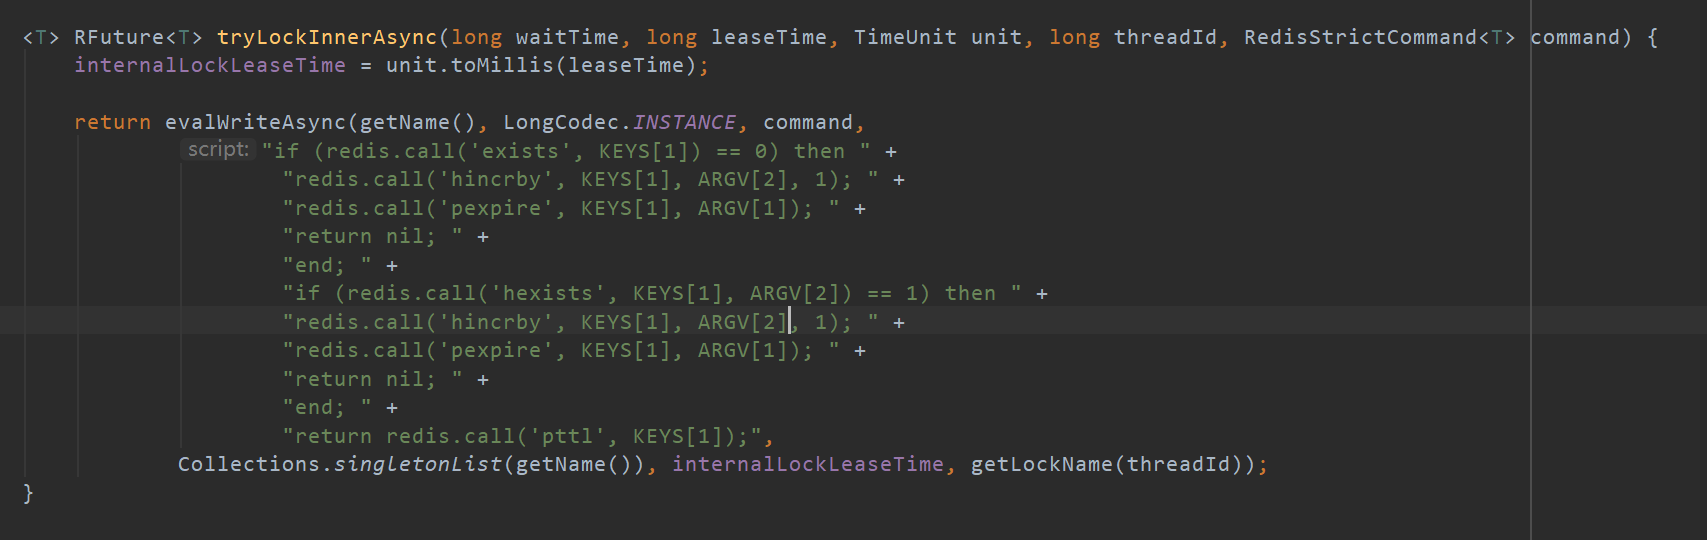 <T> RFuture<T> tryLockInnerAsync(long waitTime, long leaseTime, TimeUnit unit, long threadId, RedisStrictCommand<T> command) {
internalLockLeaseTime = unit.toMillis(leaseTime);
return evalWriteAsync(getName(), LongCodec.INSTANCE, command,
script: "if (redis.call('exists', KEYS[1]) == 0) then " +
"redis.call('hincrby', KEYS[1], ARGV[2], 1); " +
"redis.call('pexpire', KEYS[1], ARGV[1]); " +
"return nil; " +
"end; " +
"if (redis.call('hexists', KEYS[1], ARGV[2]) == 1) then " +
"redis.call('hincrby', KEYS[1], ARGV[2], 1); " +
"redis.call('pexpire', KEYS[1], ARGV[1]); " +
"return nil; " +
"end; " +
"return redis.call('pttl', KEYS[1]);",
Collections.singletonList(getName()), internalLockLeaseTime, getLockName(threadId));
}